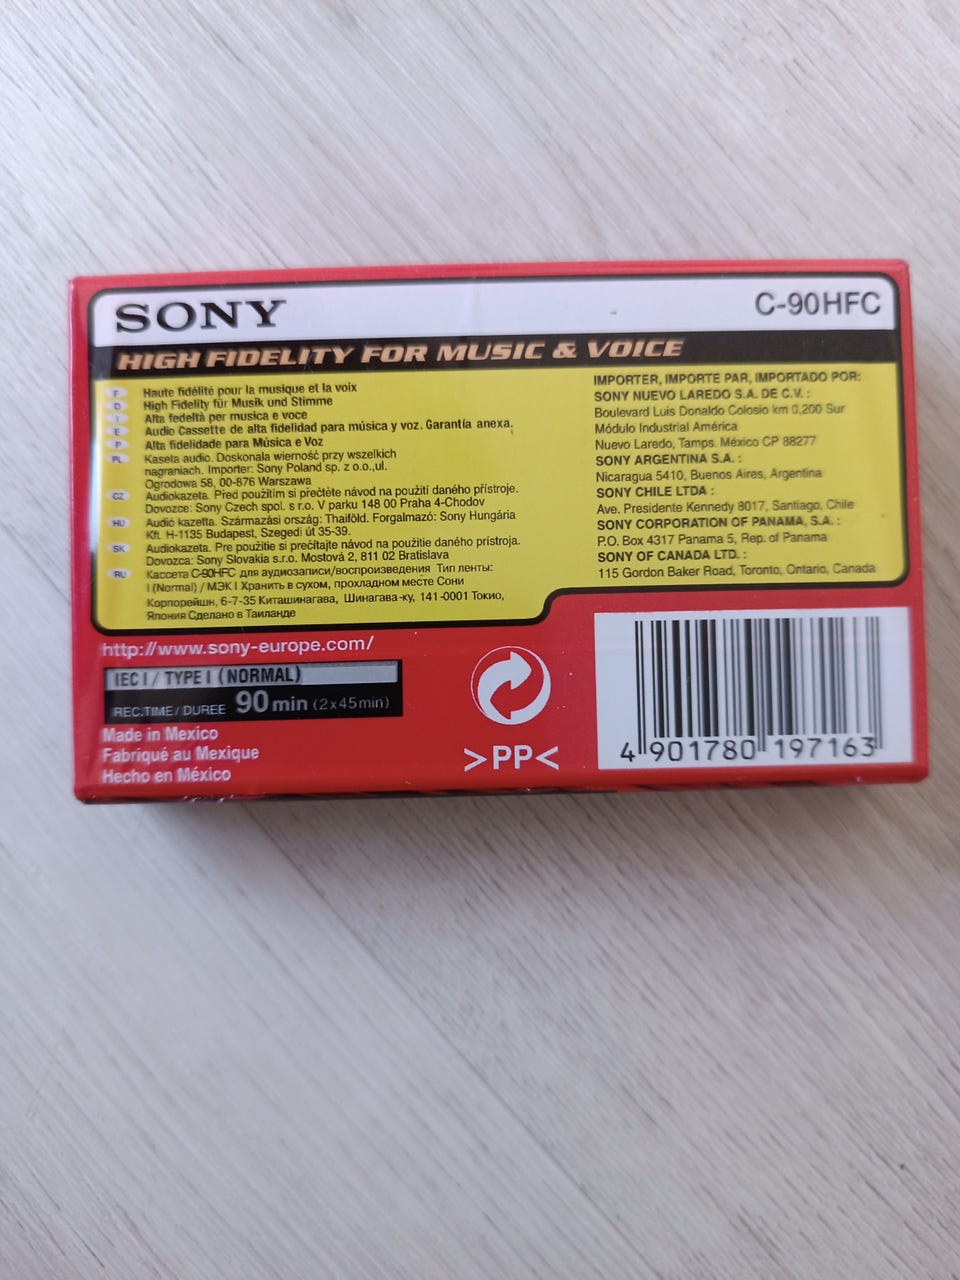 SONY
C-90HFC
HIGH FIDELITY FOR MUSIC & VOICE
F Haute fidélité pour la musique et la voix
D High Fidelity für Musik und Stimme
I Alta fedeltà per musica e voce
E Audio Cassette de alta fidelidad para música y voz. Garantía anexa.
P Alta fidelidade para Música e Voz
PL Kaseta audio. Doskonala wierność przy wszelkich
nagraniach. Importer: Sony Poland sp. z o.o.,ul.
Ogrodowa 58, 00-876 Warszawa
CZ Audiokazeta. Před použitím si přečtěte návod na použití daného přístroje.
Dovozce: Sony Czech spol. s r.o. V parku 148 00 Praha 4-Chodov
HU Audió kazetta. Származási ország: Thaiföld. Forgalmazó: Sony Hungária
Kft. H-1135 Budapest, Szegedi út 35-39.
SK Audiokazeta. Pre použitie si prečítajte návod na použitie daného prístroja.
Dovozca: Sony Slovakia s.r.o. Mostová 2, 811 02 Bratislava
RU Кассета C-90HFC для аудиозаписи/воспроизведения Тип ленты:
I (Normal) / МЭК I Хранить в сухом, прохладном месте Сони
Корпорейшн, 6-7-35 Киташинагава, Шинагава-ку, 141-0001 Токио,
Япония Сделано в Таиланде
IMPORTER, IMPORTE PAR, IMPORTADO POR:
SONY NUEVO LAREDO S.A. DE C.V. :
Boulevard Luis Donaldo Colosio km 0,200 Sur
Módulo Industrial América
Nuevo Laredo, Tamps. México CP 88277
SONY ARGENTINA S.A. :
Nicaragua 5410, Buenos Aires, Argentina
SONY CHILE LTDA :
Ave. Presidente Kennedy 8017, Santiago, Chile
SONY CORPORATION OF PANAMA, S.A. :
P.O. Box 4317 Panama 5, Rep. of Panama
SONY OF CANADA LTD. :
115 Gordon Baker Road, Toronto, Ontario, Canada
http://www.sony-europe.com/
IEC I / TYPE I (NORMAL)
REC.TIME / DUREE 90 min (2x45min)
Made in Mexico
Fabriqué au Mexique
Hecho en México
>PP<
4 901780 197163